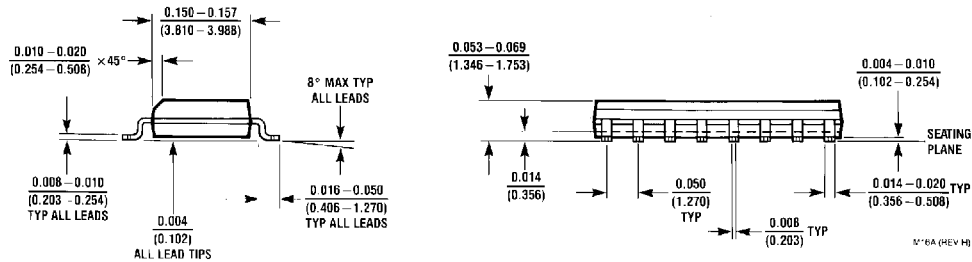 0.150 – 0.157
(3.810 – 3.988)
0.010 – 0.020
(0.254 – 0.508)
×45°
8° MAX TYP
ALL LEADS
0.008 – 0.010
(0.203 - 0.254)
TYP ALL LEADS
0.004
(0.102)
ALL LEAD TIPS
0.016 – 0.050
(0.406 – 1.270)
TYP ALL LEADS
0.053 – 0.069
(1.346 – 1.753)
0.004 – 0.010
(0.102 – 0.254)
SEATING
PLANE
0.014
(0.356)
0.050
(1.270)
TYP
0.008
(0.203)
TYP
0.014 – 0.020
(0.356 – 0.508)
TYP
M16A (REV H)